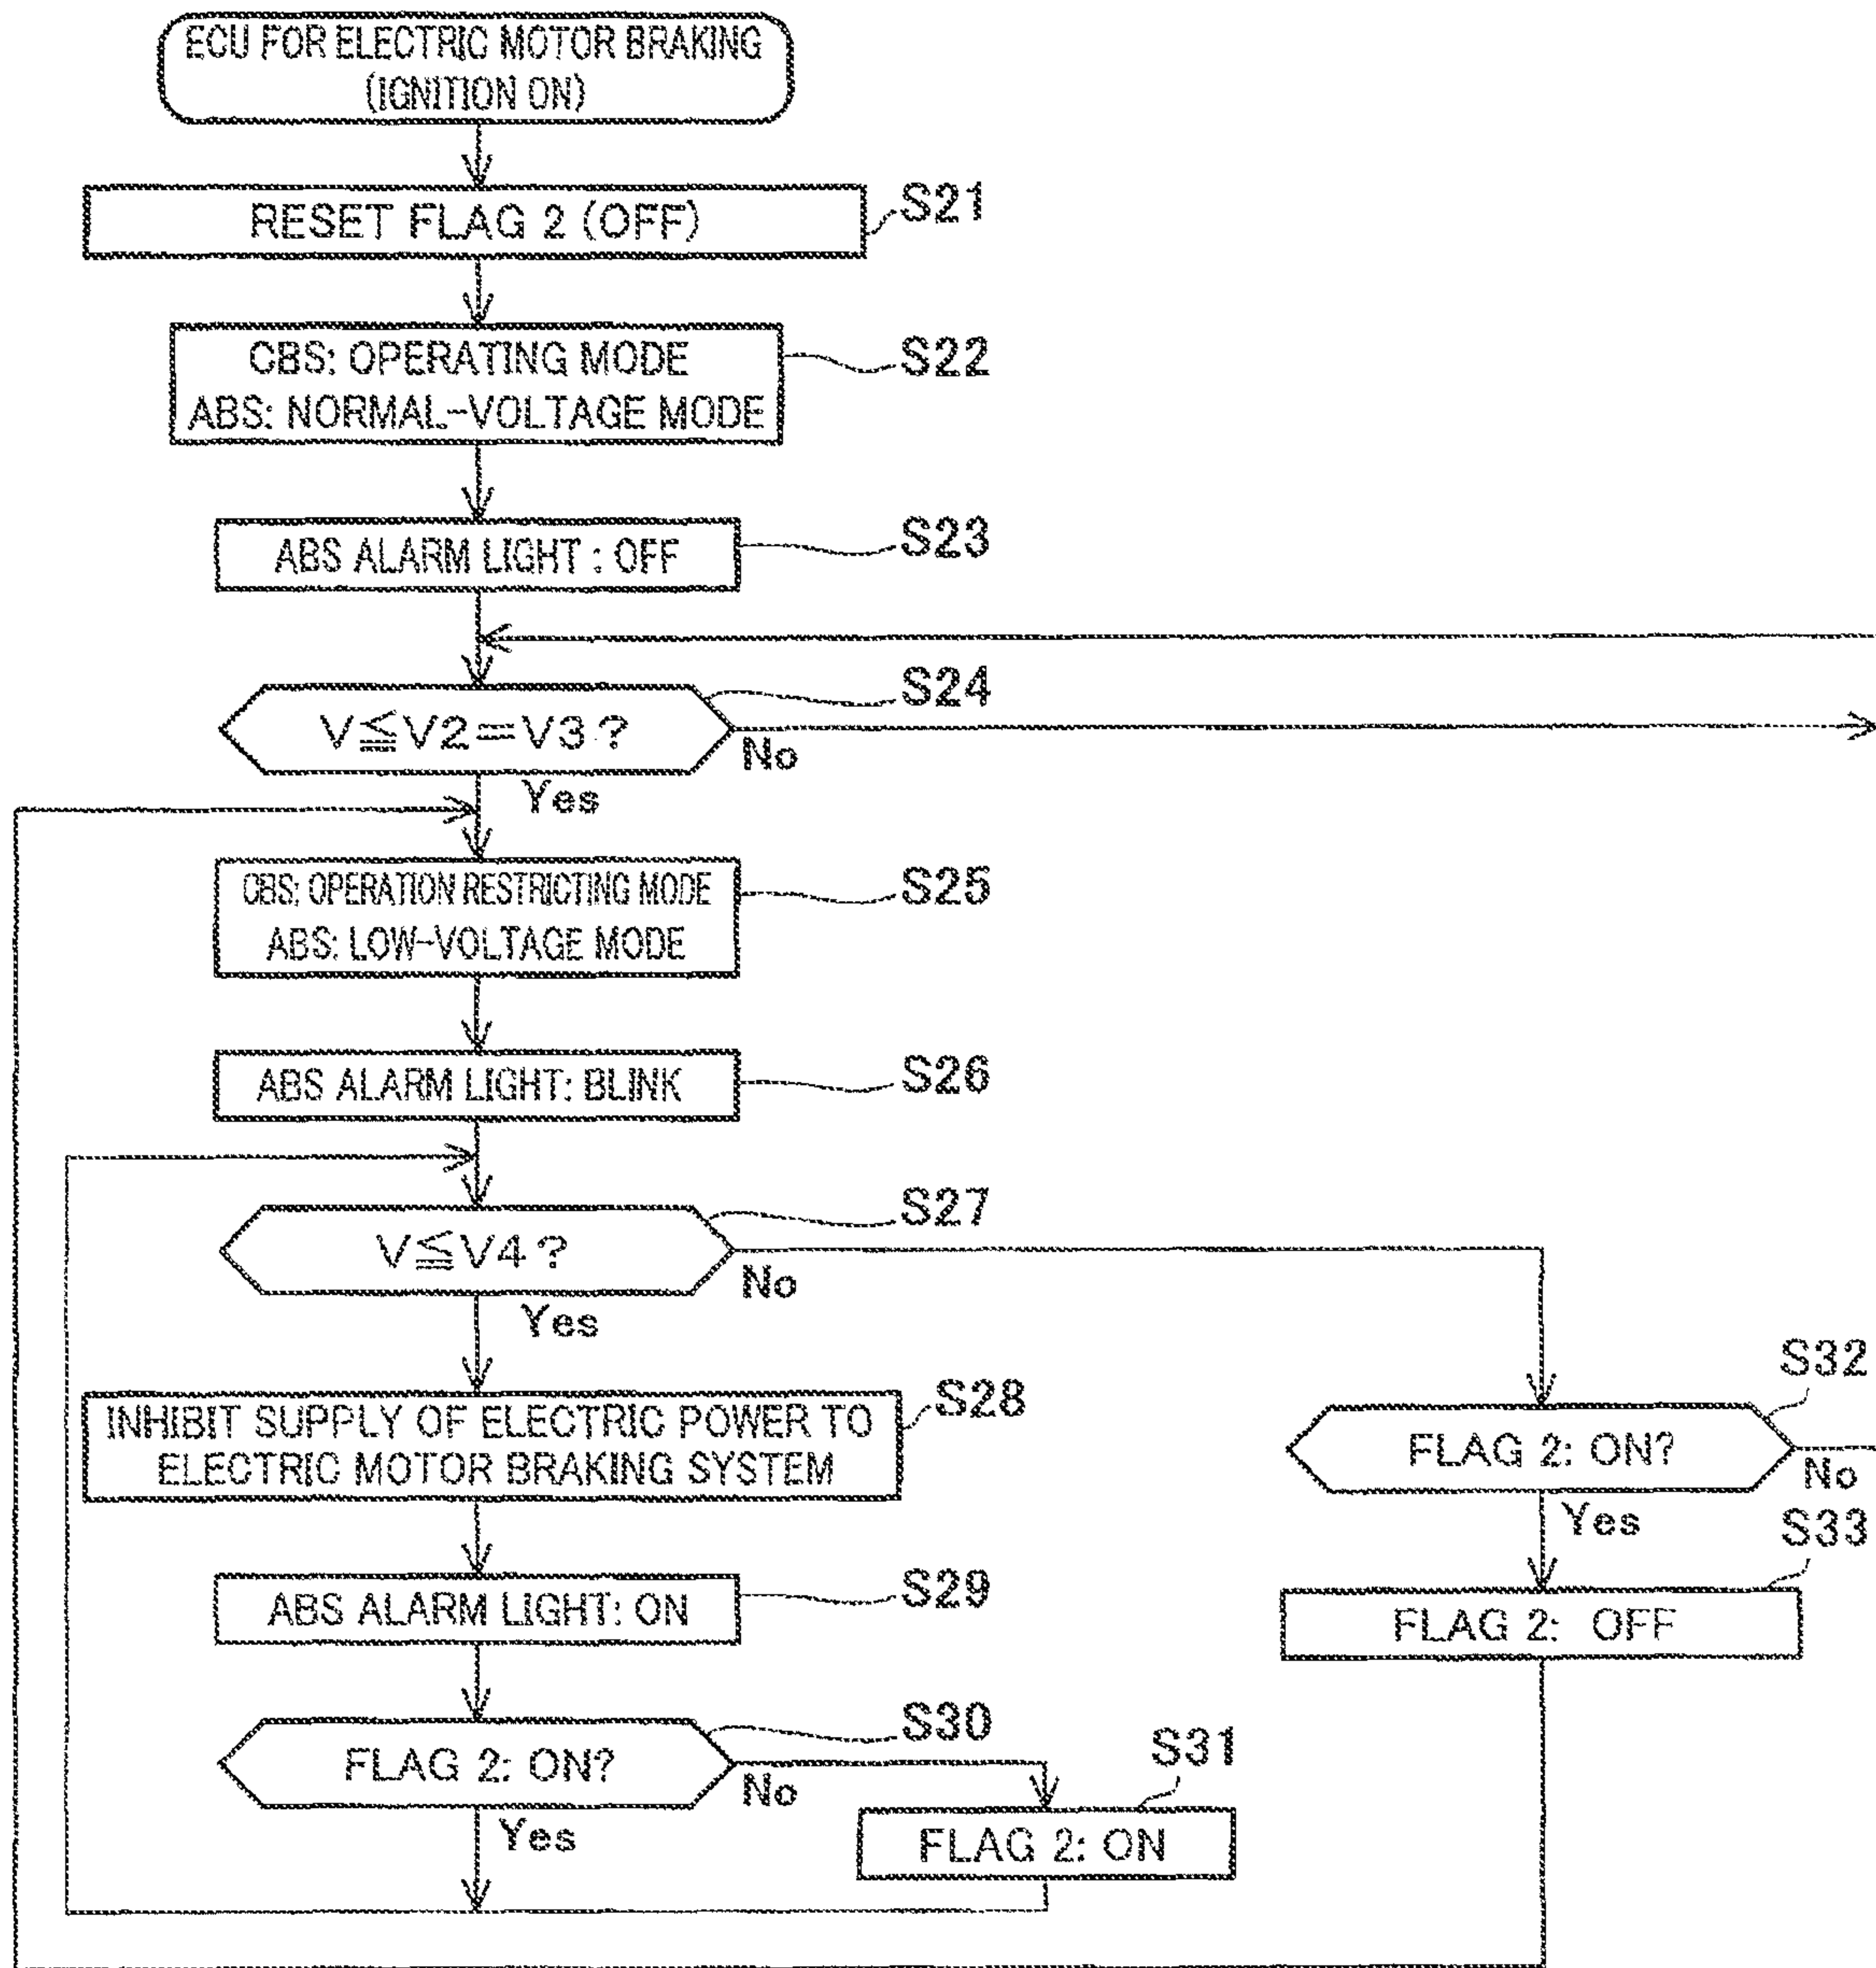 ECU FOR ELECTRIC MOTOR BRAKING
(IGNITION ON)
RESET FLAG 2 (OFF)
S21
CBS: OPERATING MODE
ABS: NORMAL-VOLTAGE MODE
S22
ABS ALARM LIGHT : OFF
S23
V≦V2=V3?
S24
No
Yes
CBS: OPERATION RESTRICTING MODE
ABS: LOW-VOLTAGE MODE
S25
ABS ALARM LIGHT: BLINK
S26
V≦V4?
S27
No
Yes
INHIBIT SUPPLY OF ELECTRIC POWER TO
ELECTRIC MOTOR BRAKING SYSTEM
S28
FLAG 2: ON?
S32
No
Yes
ABS ALARM LIGHT: ON
S29
FLAG 2: OFF
S33
FLAG 2: ON?
S30
No
Yes
FLAG 2: ON
S31